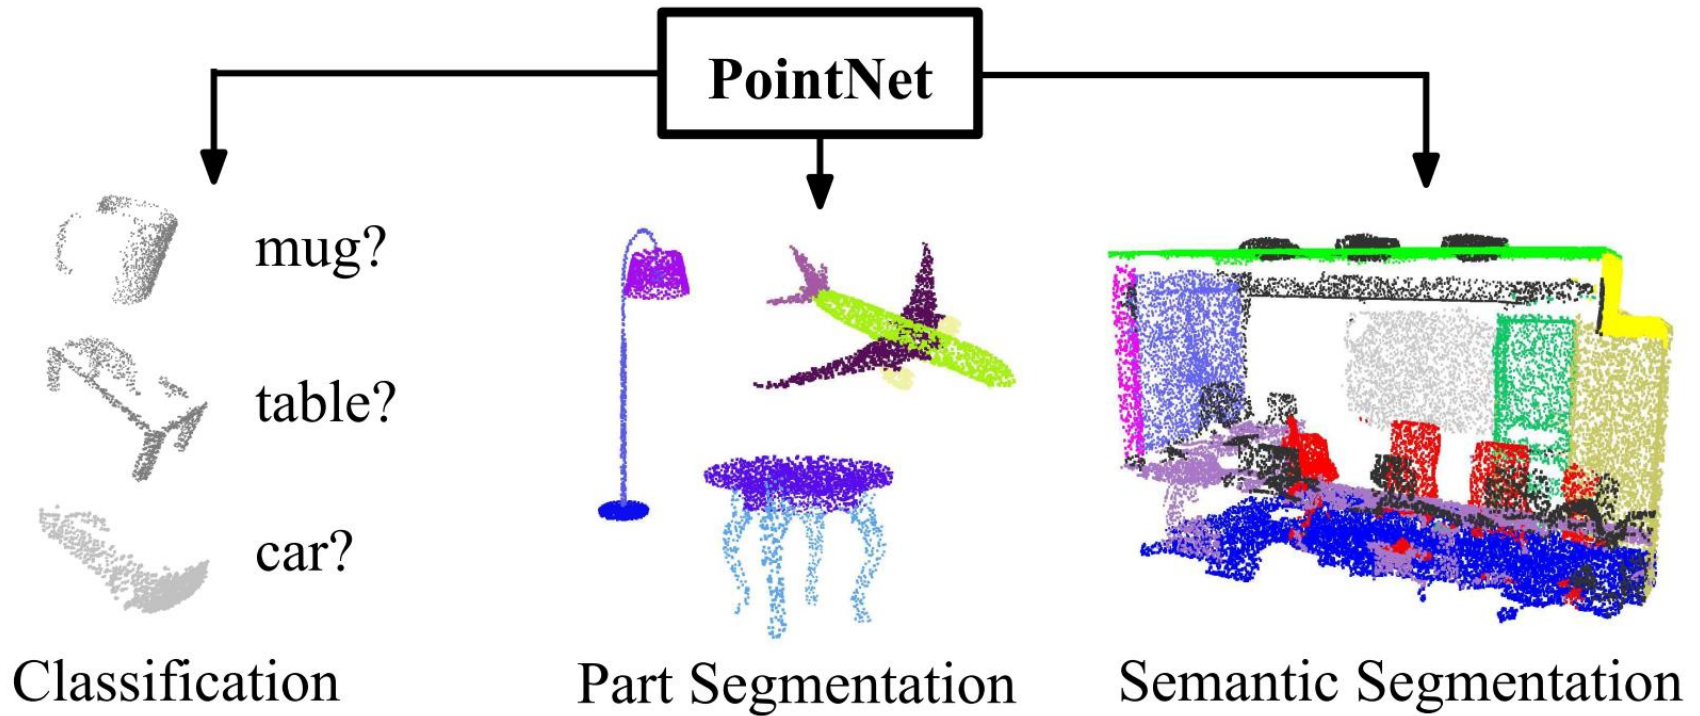 PointNet
mug?
table?
car?
Classification
Part Segmentation
Semantic Segmentation